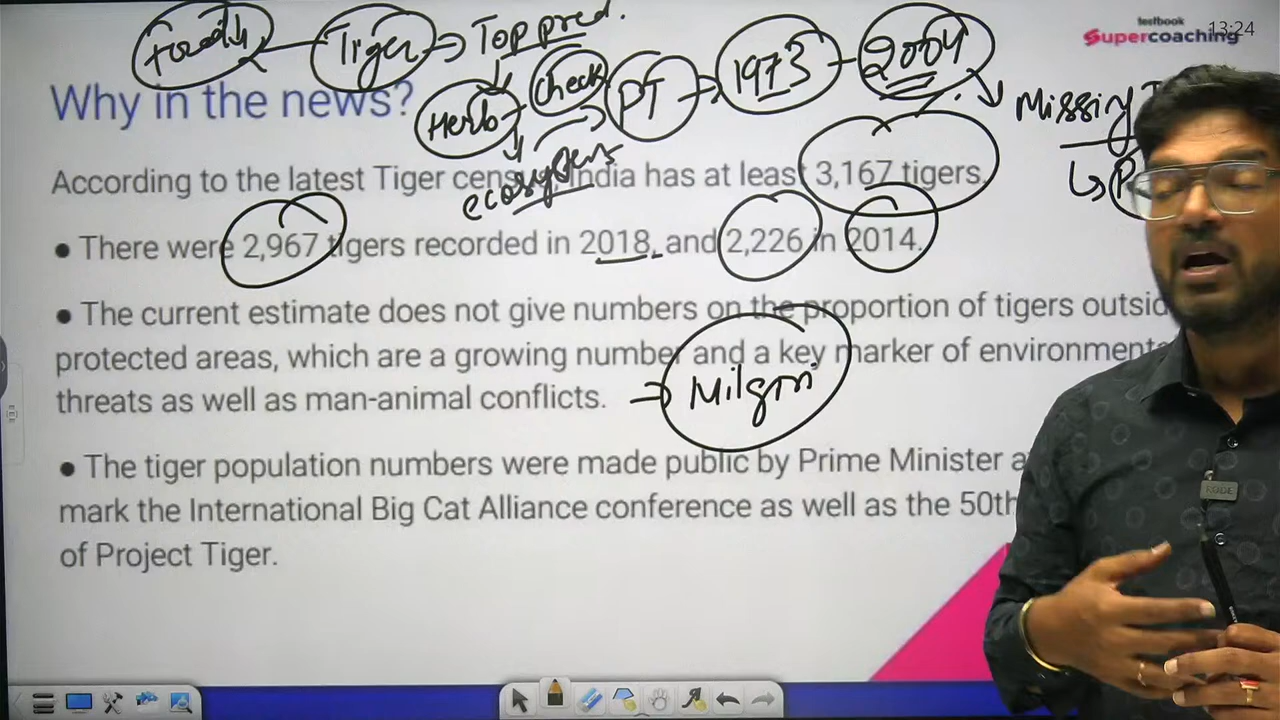 testbook
Supercoaching
13:24
Tiger → Top pred.
Herb check PT → 1973 - 2004
Missing
ecosystem
Why in the news?
According to the latest Tiger census, India has at least 3,167 tigers.
● There were 2,967 tigers recorded in 2018, and 2,226 in 2014.
● The current estimate does not give numbers on the proportion of tigers outsid
protected areas, which are a growing number and a key marker of environment
threats as well as man-animal conflicts.
● The tiger population numbers were made public by Prime Minister a
mark the International Big Cat Alliance conference as well as the 50th
of Project Tiger.
RODE